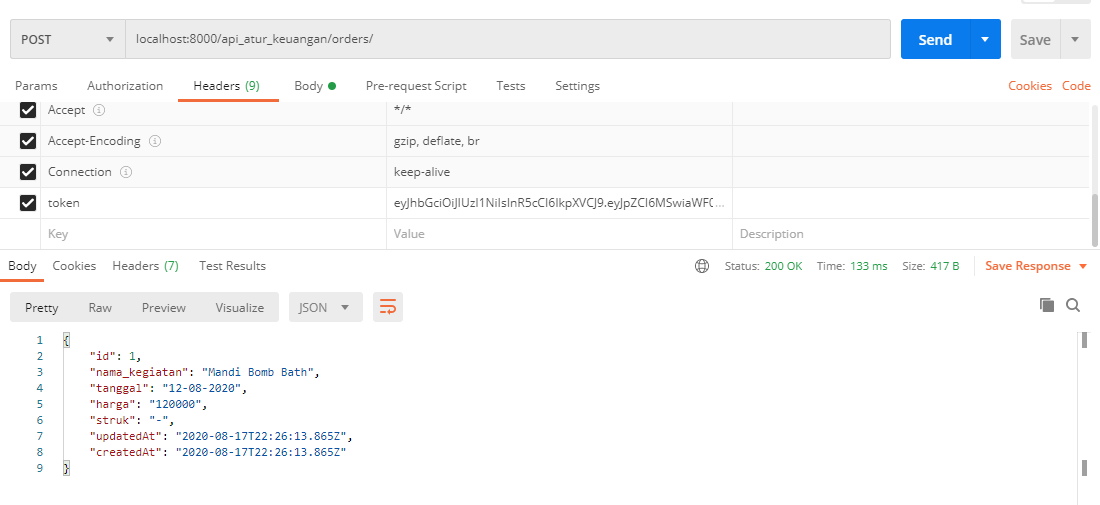 POST localhost:8000/api_atur_keuangan/orders/ Send Save
Params Authorization Headers (9) Body Pre-request Script Tests Settings Cookies Code
Accept */*
Accept-Encoding gzip, deflate, br
Connection keep-alive
token
Key Value Description
Body Cookies Headers (7) Test Results Status: 200 OK Time: 133 ms Size: 417 B Save Response
Pretty Raw Preview Visualize JSON
1 {
2 "id": 1,
3 "nama_kegiatan": "Mandi Bomb Bath",
4 "tanggal": "12-08-2020",
5 "harga": "120000",
6 "struk": "-",
7 "updatedAt": "2020-08-17T22:26:13.865Z",
8 "createdAt": "2020-08-17T22:26:13.865Z"
9 }